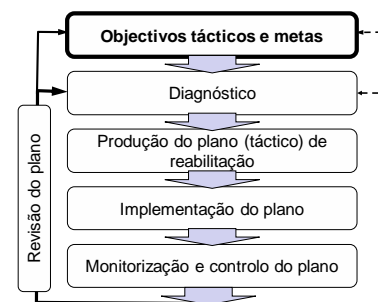 Objectivos tácticos e metas
Diagnóstico
Produção do plano (táctico) de
reabilitação
Implementação do plano
Monitorização e controlo do plano
Revisão do plano